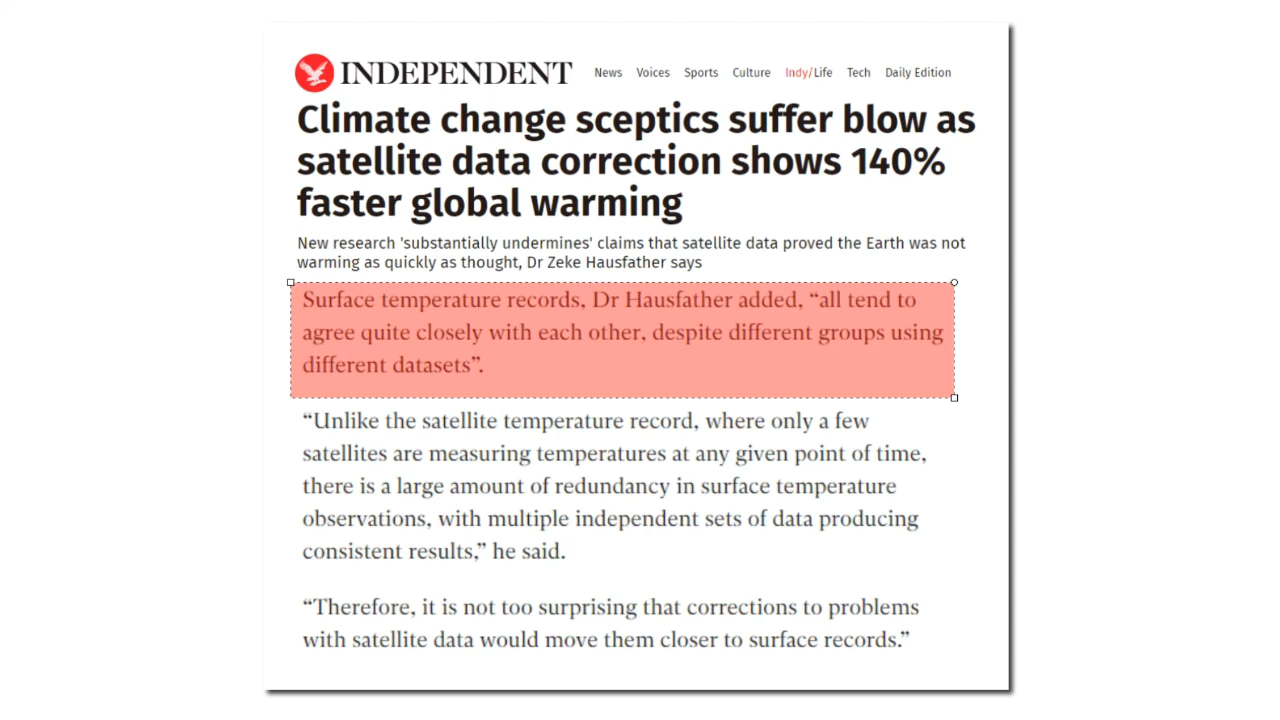 INDEPENDENT News Voices Sports Culture Indy/Life Tech Daily Edition
Climate change sceptics suffer blow as
satellite data correction shows 140%
faster global warming
New research 'substantially undermines' claims that satellite data proved the Earth was not
warming as quickly as thought, Dr Zeke Hausfather says
Surface temperature records, Dr Hausfather added, “all tend to
agree quite closely with each other, despite different groups using
different datasets”.
“Unlike the satellite temperature record, where only a few
satellites are measuring temperatures at any given point of time,
there is a large amount of redundancy in surface temperature
observations, with multiple independent sets of data producing
consistent results,” he said.
“Therefore, it is not too surprising that corrections to problems
with satellite data would move them closer to surface records.”